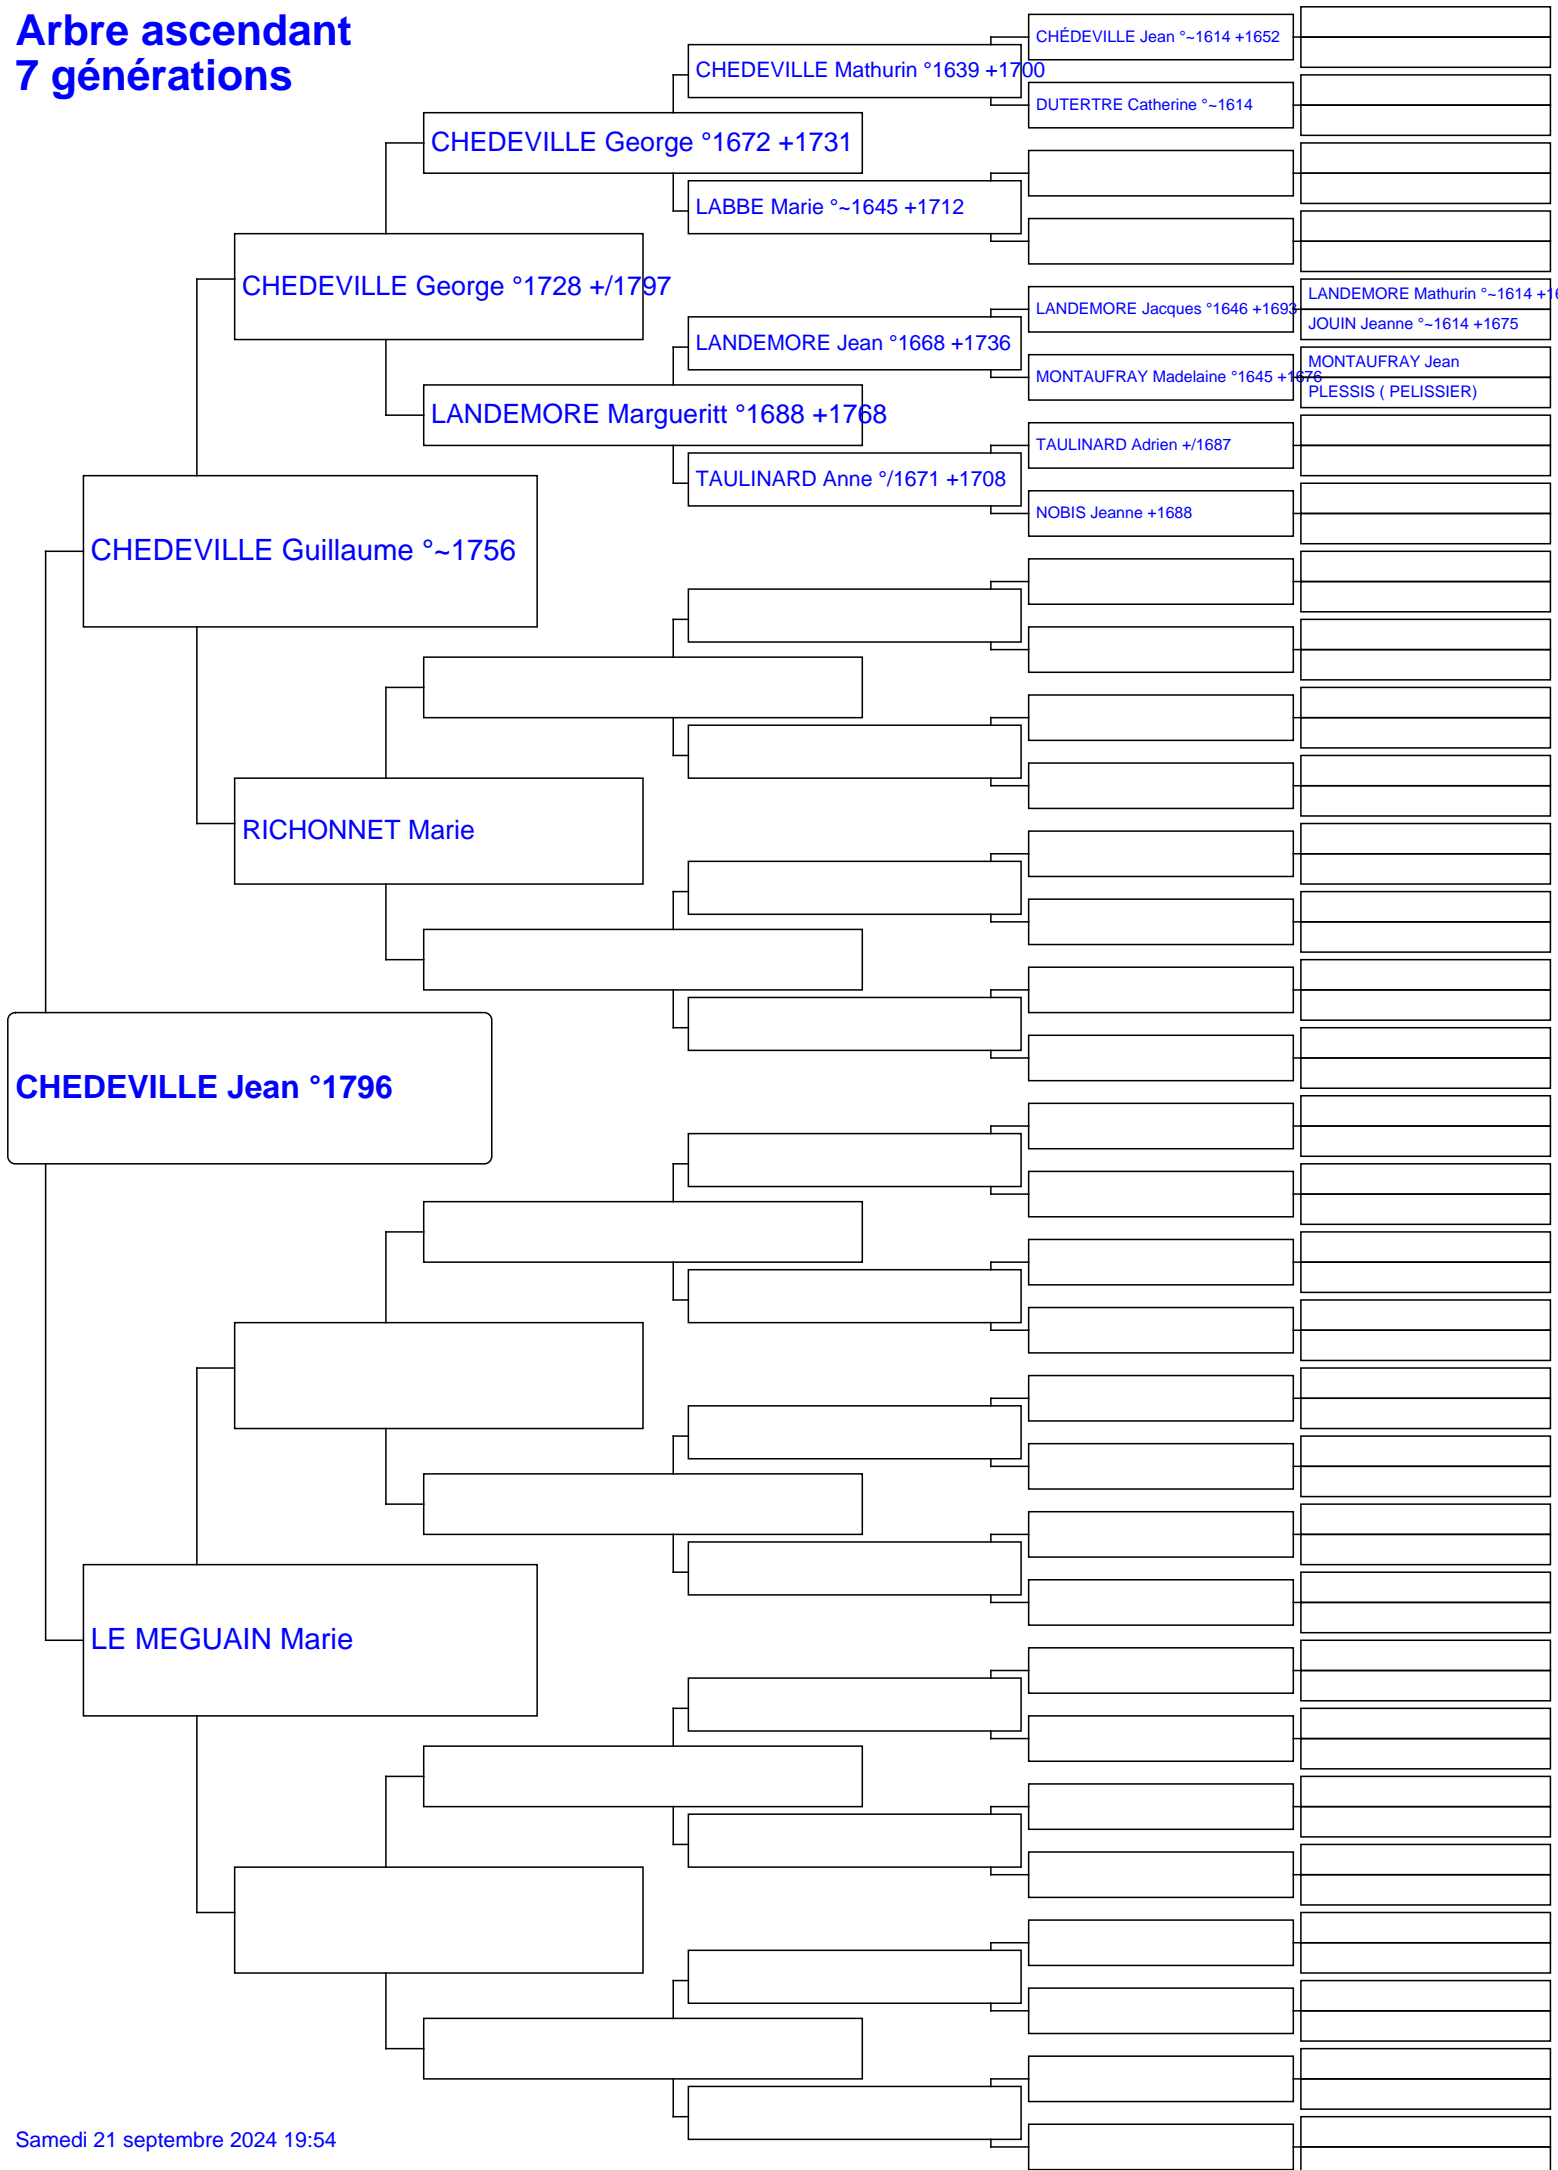 Arbre ascendant
7 générations
CHÉDEVILLE Jean °~1614 +1652
CHEDEVILLE Mathurin °1639 +1700
DUTERTRE Catherine °~1614
CHEDEVILLE George °1672 +1731
LABBE Marie °~1645 +1712
CHEDEVILLE George °1728 +/1797
LANDEMORE Mathurin °~1614
LANDEMORE Jacques °1646 +1693
JOUIN Jeanne °~1614 +1675
LANDEMORE Jean °1668 +1736
MONTAUFRAY Jean
MONTAUFRAY Madelaine °1645 +1676
PLESSIS ( PELISSIER)
LANDEMORE Margueritt °1688 +1768
TAULINARD Adrien +/1687
TAULINARD Anne °/1671 +1708
NOBIS Jeanne +1688
CHEDEVILLE Guillaume °~1756
RICHONNET Marie
CHEDEVILLE Jean °1796
LE MEGUAIN Marie
Samedi 21 septembre 2024 19:54